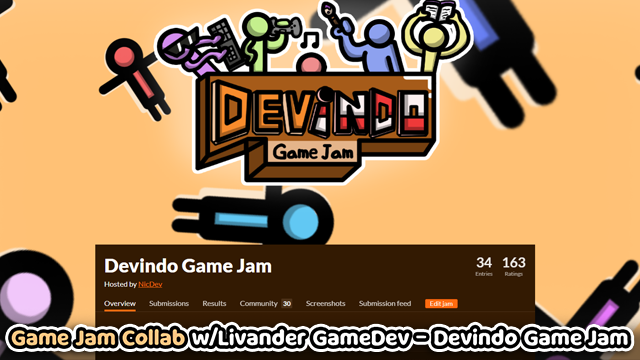 DEVINDO
Game Jam
Devindo Game Jam
34 163
Entries Ratings
Hosted by NicDev
Overview Submissions Results Community 30 Screenshots Submission feed Edit jam
Game Jam Collab w/Livander GameDev - Devindo Game Jam